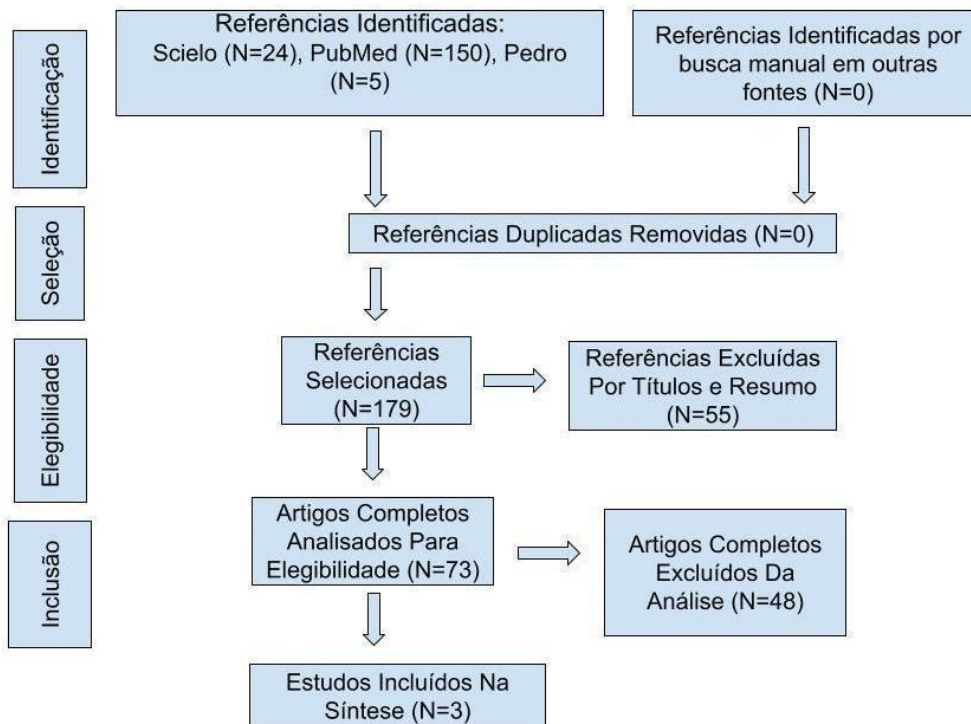 Identificação
Referências Identificadas:
Scielo (N=24), PubMed (N=150), Pedro
(N=5)
Referências Identificadas por
busca manual em outras
fontes (N=0)
Seleção
Referências Duplicadas Removidas (N=0)
Elegibilidade
Referências
Selecionadas
(N=179)
Referências Excluídas
Por Títulos e Resumo
(N=55)
Inclusão
Artigos Completos
Analisados Para
Elegibilidade (N=73)
Artigos Completos
Excluídos Da
Análise (N=48)
Estudos Incluídos Na
Síntese (N=3)